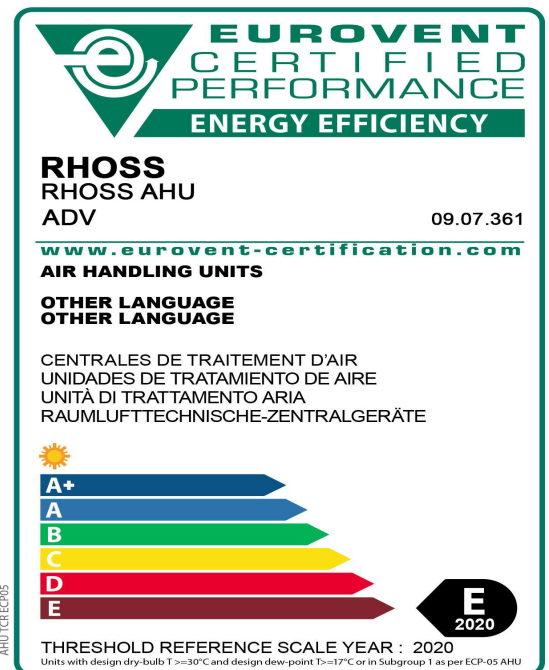 EUROVENT
CERTIFIED
PERFORMANCE
ENERGY EFFICIENCY
RHOSS
RHOSS AHU
ADV 09.07.361
www.eurovent-certification.com
AIR HANDLING UNITS
OTHER LANGUAGE
OTHER LANGUAGE
CENTRALES DE TRAITEMENT D'AIR
UNIDADES DE TRATAMIENTO DE AIRE
UNITÀ DI TRATTAMENTO ARIA
RAUMLUFTTECHNISCHE-ZENTRALGERÄTE
A+
A
B
C
D
E
E
2020
THRESHOLD REFERENCE SCALE YEAR : 2020
Units with design dry-bulb T >=30°C and design dew-point T>=17°C or in Subgroup 1 as per ECP-05 AHU
AHU TCR ECP05